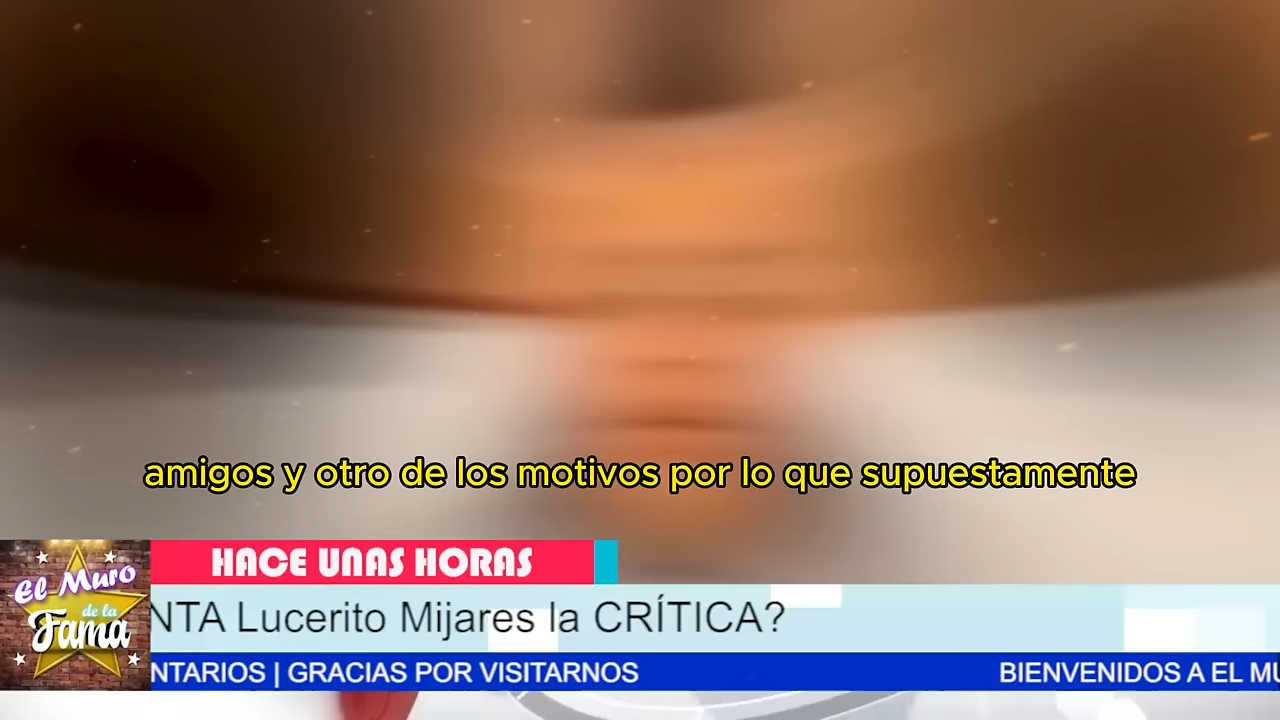 amigos y otro de los motivos por lo que supuestamente
HACE UNAS HORAS
El Muro
de la
Fama
NTA Lucerito Mijares la CRÍTICA?
NTARIOS | GRACIAS POR VISITARNOS
BIENVENIDOS A EL MU